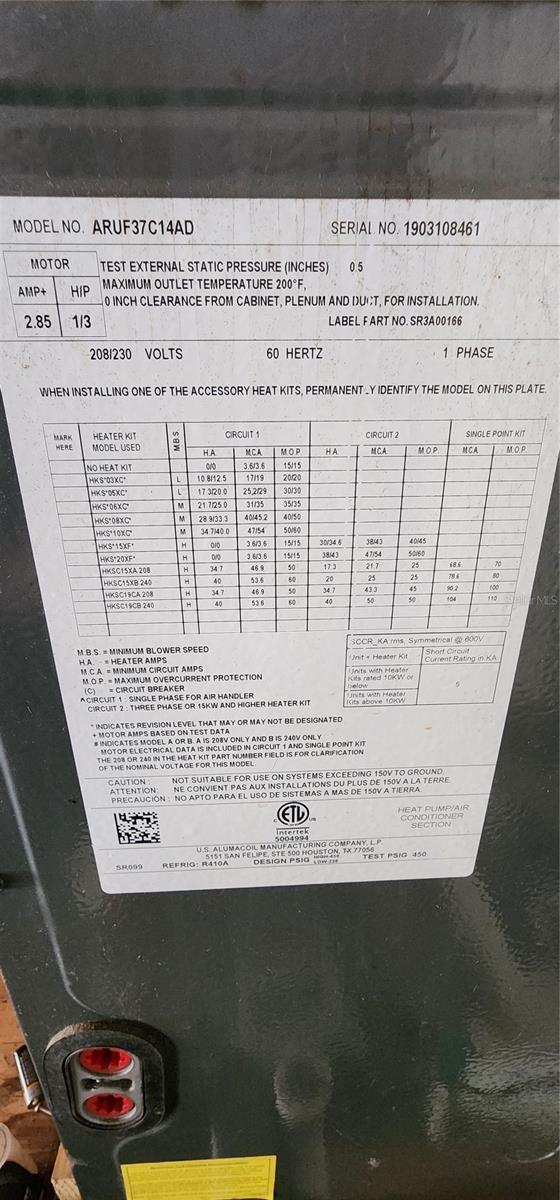 MODEL NO. ARUF37C14AD SERIAL NO. 1903108461
MOTOR
AMP+ H/P
2.85 1/3
TEST EXTERNAL STATIC PRESSURE (INCHES) 0.5
MAXIMUM OUTLET TEMPERATURE 200°F,
0 INCH CLEARANCE FROM CABINET, PLENUM AND DUCT, FOR INSTALLATION.
LABEL PART NO. SR3A00166
208/230 VOLTS 60 HERTZ 1 PHASE
WHEN INSTALLING ONE OF THE ACCESSORY HEAT KITS, PERMANENTLY IDENTIFY THE MODEL ON THIS PLATE.
MARK HERE HEATER KIT MODEL USED M.B.S. CIRCUIT 1 CIRCUIT 2 SINGLE POINT KIT
H.A. M.C.A. M.O.P. H.A. M.C.A. M.O.P. M.C.A. M.O.P.
NO HEAT KIT 0/0 3.6/3.6 15/15
HKS*03XC* L 10.8/12.5 17/19 20/20
HKS*05XC* L 17.3/20.0 25.2/29 30/30
HKS*06XC* M 21.7/25.0 31/35 35/35
HKS*08XC* M 28.9/33.3 40/45.2 40/50
HKS*10XC* M 34.7/40.0 47/54 50/60
HKS*15XF* H 0/0 3.6/3.6 15/15 30/34.6 38/43 40/45
HKS*20XF* H 0/0 3.6/3.6 15/15 38/43 47/54 50/60
HKSC15XA 208 H 34.7 46.9 50 17.3 21.7 25 68.6 70
HKSC15XB 240 H 40 53.6 60 20 25 25 78.6 80
HKSC19CA 208 H 34.7 46.9 50 34.7 43.3 45 90.2 100
HKSC19CB 240 H 40 53.6 60 40 50 50 104 110
M.B.S. = MINIMUM BLOWER SPEED
H.A. = HEATER AMPS
M.C.A. = MINIMUM CIRCUIT AMPS
M.O.P. = MAXIMUM OVERCURRENT PROTECTION
(C) = CIRCUIT BREAKER
^CIRCUIT 1: SINGLE PHASE FOR AIR HANDLER
CIRCUIT 2: THREE PHASE OR 15KW AND HIGHER HEATER KIT
SCCR_KA rms, Symmetrical @ 600V
Unit + Heater Kit Short Circuit Current Rating in KA
Units with Heater Kits rated 10KW or below 5
Units with Heater Kits above 10KW
* INDICATES REVISION LEVEL THAT MAY OR MAY NOT BE DESIGNATED
+ MOTOR AMPS BASED ON TEST DATA
# INDICATES MODEL A OR B. A IS 208V ONLY AND B IS 240V ONLY
MOTOR ELECTRICAL DATA IS INCLUDED IN CIRCUIT 1 AND SINGLE POINT KIT
THE 208 OR 240 IN THE HEAT KIT PART NUMBER FIELD IS FOR CLARIFICATION
OF THE NOMINAL VOLTAGE FOR THIS MODEL.
CAUTION : NOT SUITABLE FOR USE ON SYSTEMS EXCEEDING 150V TO GROUND.
ATTENTION: NE CONVIENT PAS AUX INSTALLATIONS DU PLUS DE 150V A LA TERRE.
PRECAUCIÓN : NO APTO PARA EL USO DE SISTEMAS A MAS DE 150V A TIERRA.
ETL
C US
Intertek
5004994
HEAT PUMP/AIR
CONDITIONER
SECTION
U.S. ALUMACOIL MANUFACTURING COMPANY, L.P.
5151 SAN FELIPE, STE 500 HOUSTON, TX 77056
SR099 REFRIG: R410A DESIGN PSIG TEST PSIG 450
MLS